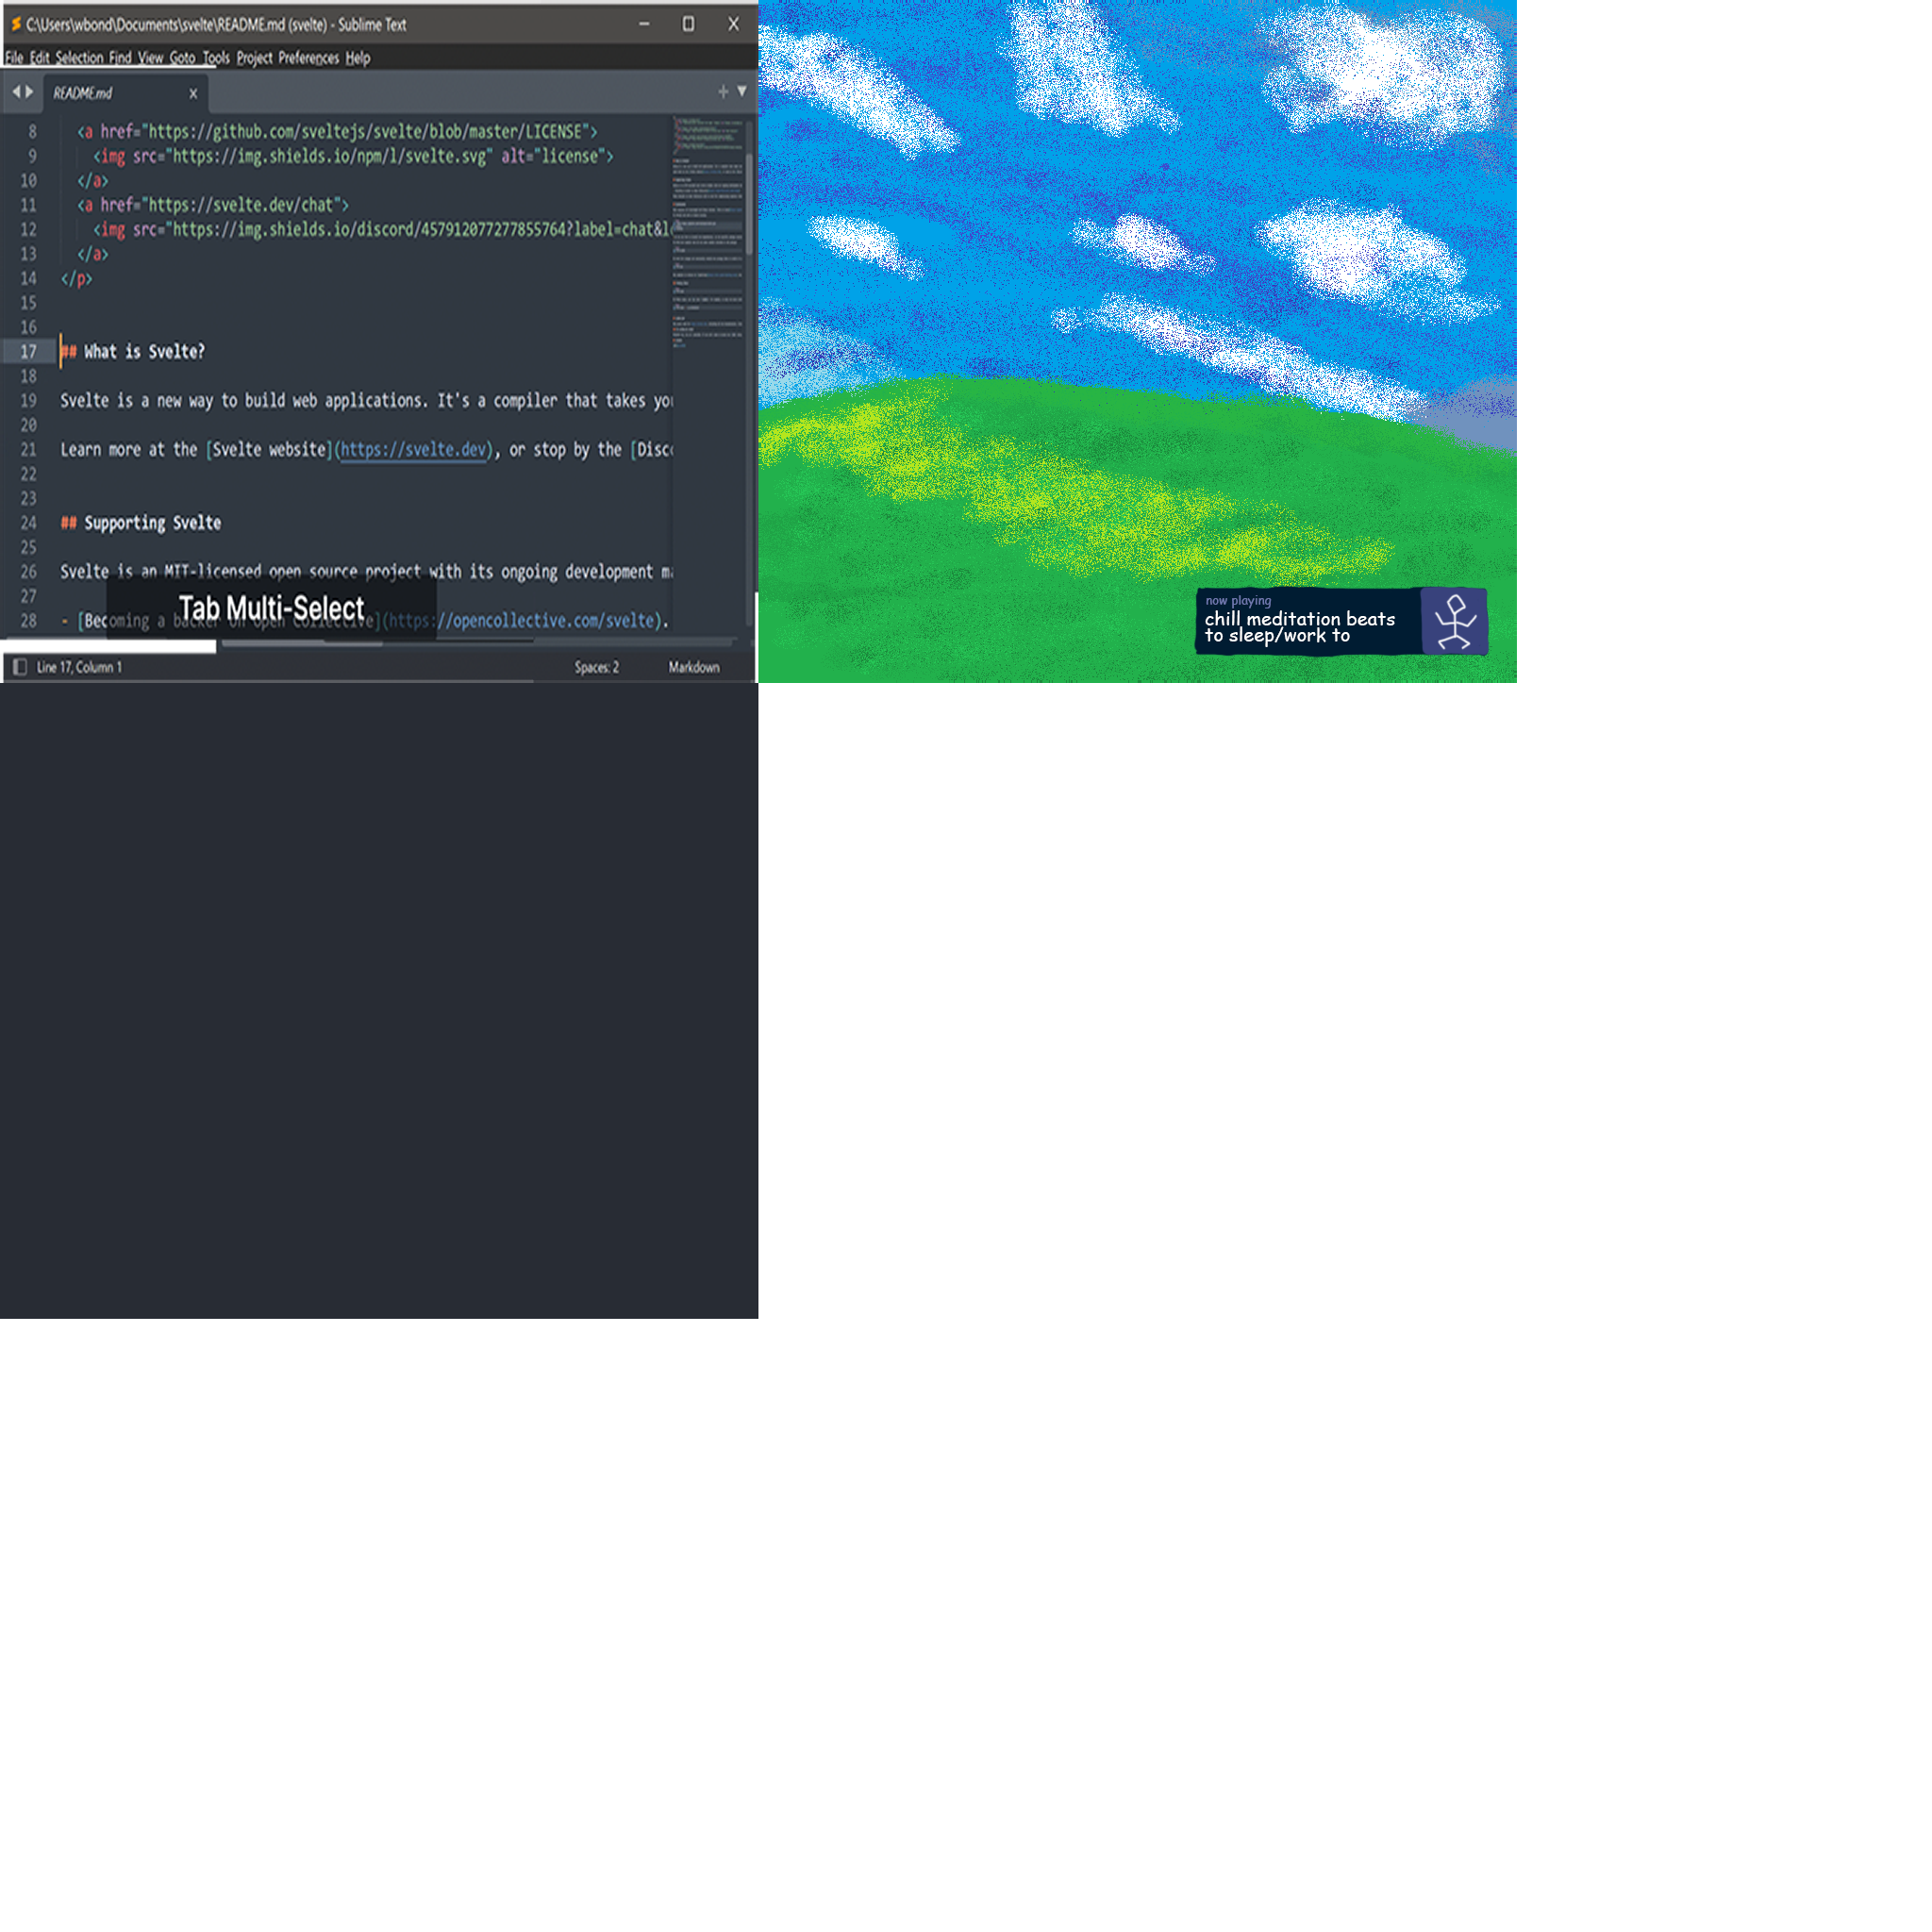 C:\Users\wbond\Documents\svelte\README.md (svelte) - Sublime Text
File Edit Selection Find View Goto Tools Project Preferences Help
README.md
8 <a href="https://github.com/sveltejs/svelte/blob/master/LICENSE">
9 <img src="https://img.shields.io/npm/l/svelte.svg" alt="license">
10 </a>
11 <a href="https://svelte.dev/chat">
12 <img src="https://img.shields.io/discord/457912077277855764?label=chat&l
13 </a>
14 </p>
15
16
17 ## What is Svelte?
18
19 Svelte is a new way to build web applications. It's a compiler that takes yo
20
21 Learn more at the [Svelte website](https://svelte.dev), or stop by the [Disc
22
23
24 ## Supporting Svelte
25
26 Svelte is an MIT-licensed open source project with its ongoing development m
27
Tab Multi-Select
28 - [Becoming a backer on Open Collective](https://opencollective.com/svelte).
Line 17, Column 1
Spaces: 2
Markdown
now playing
chill meditation beats
to sleep/work to